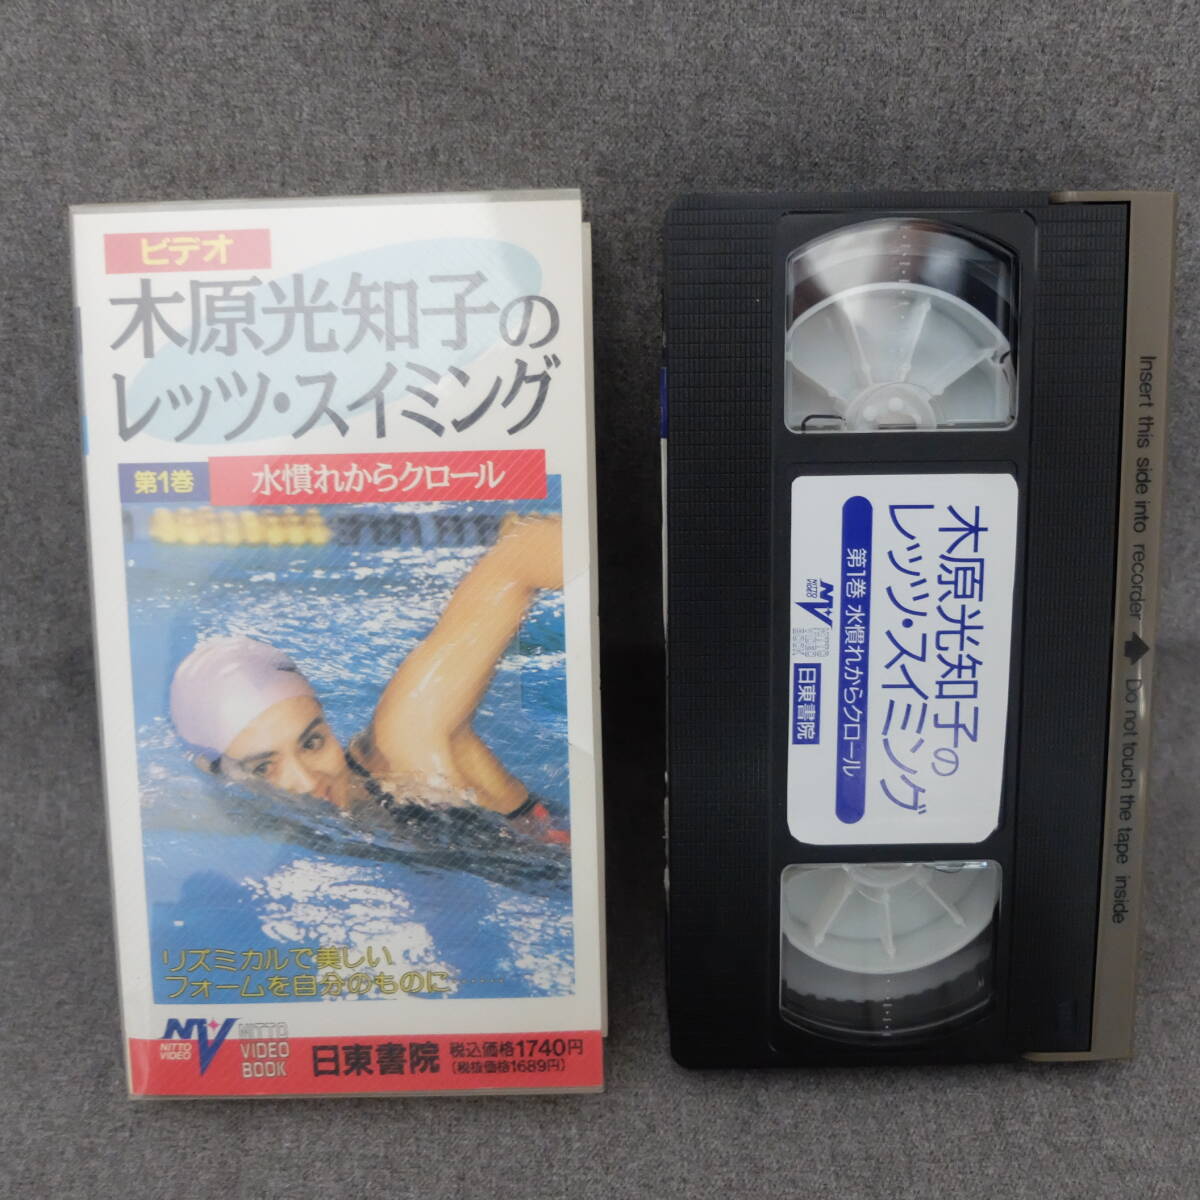 ビデオ
木原光知子の
レッツ・スイミング
第1巻 水慣れからクロール
リズミカルで美しい
フォームを自分のものに……
NV
NITTO VIDEO
NITTO
VIDEO
BOOK
日東書院
税込価格1740円
(税抜価格1689円)
木原光知子の
レッツ・スイミング
第1巻 水慣れからクロール
NV
NITTO VIDEO
日東書院
Insert this side into recorder Do not touch the tape inside